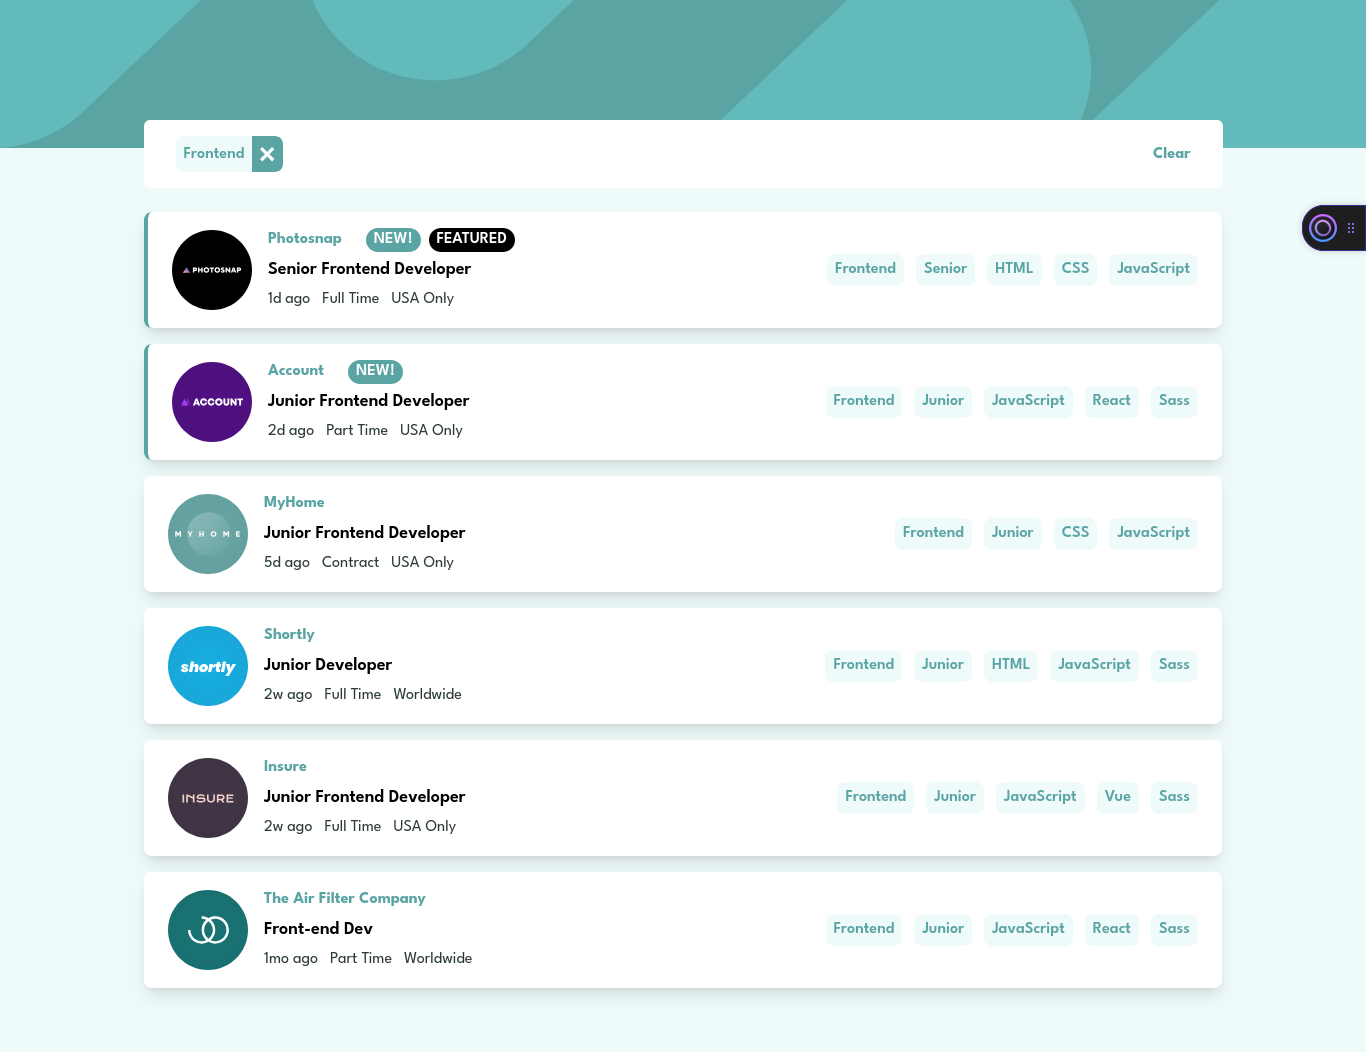 Frontend
Clear
PHOTOSNAP
Photosnap NEW! FEATURED
Senior Frontend Developer
1d ago Full Time USA Only
Frontend Senior HTML CSS JavaScript
ACCOUNT
Account NEW!
Junior Frontend Developer
2d ago Part Time USA Only
Frontend Junior JavaScript React Sass
MYHOME
MyHome
Junior Frontend Developer
5d ago Contract USA Only
Frontend Junior CSS JavaScript
shortly
Shortly
Junior Developer
2w ago Full Time Worldwide
Frontend Junior HTML JavaScript Sass
INSURE
Insure
Junior Frontend Developer
2w ago Full Time USA Only
Frontend Junior JavaScript Vue Sass
The Air Filter Company
Front-end Dev
1mo ago Part Time Worldwide
Frontend Junior JavaScript React Sass